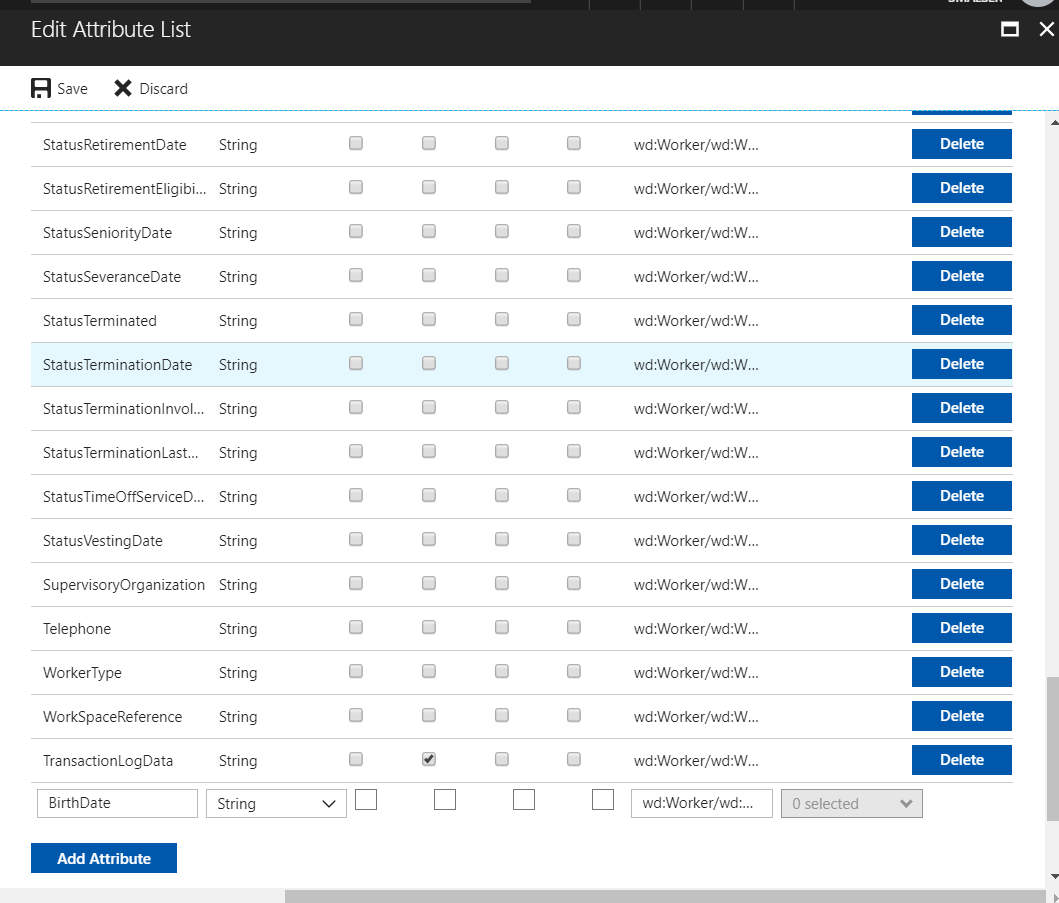 Edit Attribute List
Save Discard
StatusRetirementDate String wd:Worker/wd:W... Delete
StatusRetirementEligibi... String wd:Worker/wd:W... Delete
StatusSeniorityDate String wd:Worker/wd:W... Delete
StatusSeveranceDate String wd:Worker/wd:W... Delete
StatusTerminated String wd:Worker/wd:W... Delete
StatusTerminationDate String wd:Worker/wd:W... Delete
StatusTerminationInvol... String wd:Worker/wd:W... Delete
StatusTerminationLast... String wd:Worker/wd:W... Delete
StatusTimeOffServiceD... String wd:Worker/wd:W... Delete
StatusVestingDate String wd:Worker/wd:W... Delete
SupervisoryOrganization String wd:Worker/wd:W... Delete
Telephone String wd:Worker/wd:W... Delete
WorkerType String wd:Worker/wd:W... Delete
WorkSpaceReference String wd:Worker/wd:W... Delete
TransactionLogData String wd:Worker/wd:W... Delete
BirthDate String wd:Worker/wd:... 0 selected
Add Attribute